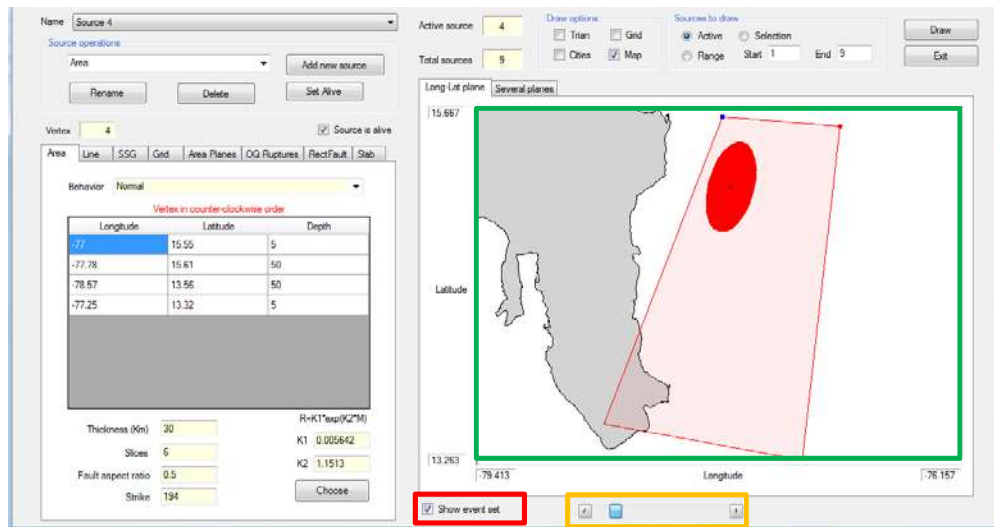 Name Source 4
Source operations
Area Add new source
Rename Delete Set Alive
Vertex 4 Source is alive
Area Line SSG Grid Area Planes OQ Ruptures RectFault Slab
Behavior Normal
Vertex in counter-clockwise order
Longitude Latitude Depth
-77 15.55 5
-77.78 15.61 50
-78.57 13.56 50
-77.25 13.32 5
Thickness (Km) 30
Slices 6
Fault aspect ratio 0.5
Strike 194
R=K1*exp(K2*M)
K1 0.005642
K2 1.1513
Choose
Active source 4
Total sources 9
Draw options
Trian Grid
Cities Map
Sources to draw
Active Selection
Range Start 1 End 9
Draw
Exit
Long-Lat plane Several planes
15.667
Latitude
13.263
-79.413 Longitude -76.157
Show event set